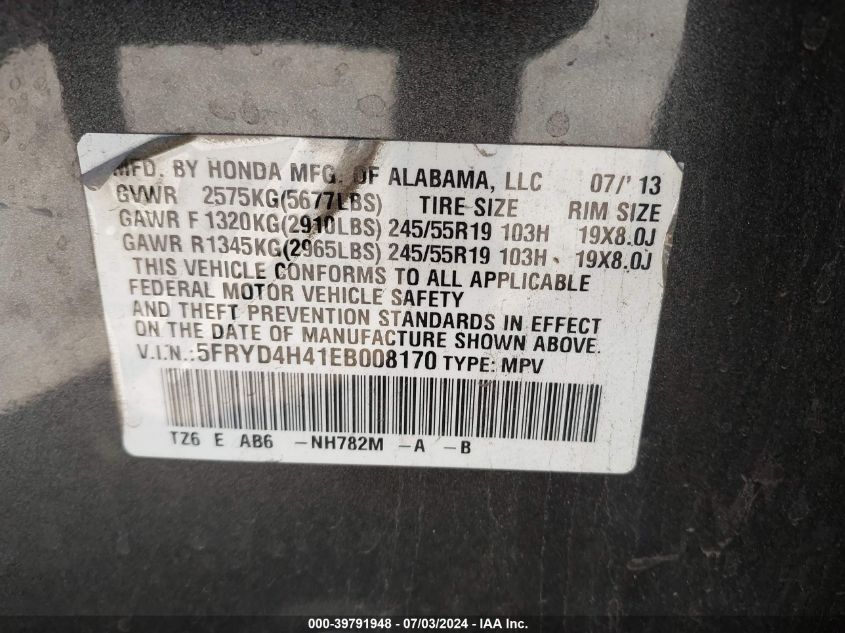 MFD. BY HONDA MFG. OF ALABAMA, LLC 07/'13
GVWR 2575KG(5677LBS) TIRE SIZE RIM SIZE
GAWR F 1320KG(2910LBS) 245/55R19 103H 19X8.0J
GAWR R1345KG(2965LBS) 245/55R19 103H 19X8.0J
THIS VEHICLE CONFORMS TO ALL APPLICABLE
FEDERAL MOTOR VEHICLE SAFETY
AND THEFT PREVENTION STANDARDS IN EFFECT
ON THE DATE OF MANUFACTURE SHOWN ABOVE.
V.I.N.:5FRYD4H41EB008170 TYPE: MPV
TZ6 E AB6 -NH782M -A -B
000-39791948 - 07/03/2024 - IAA Inc.